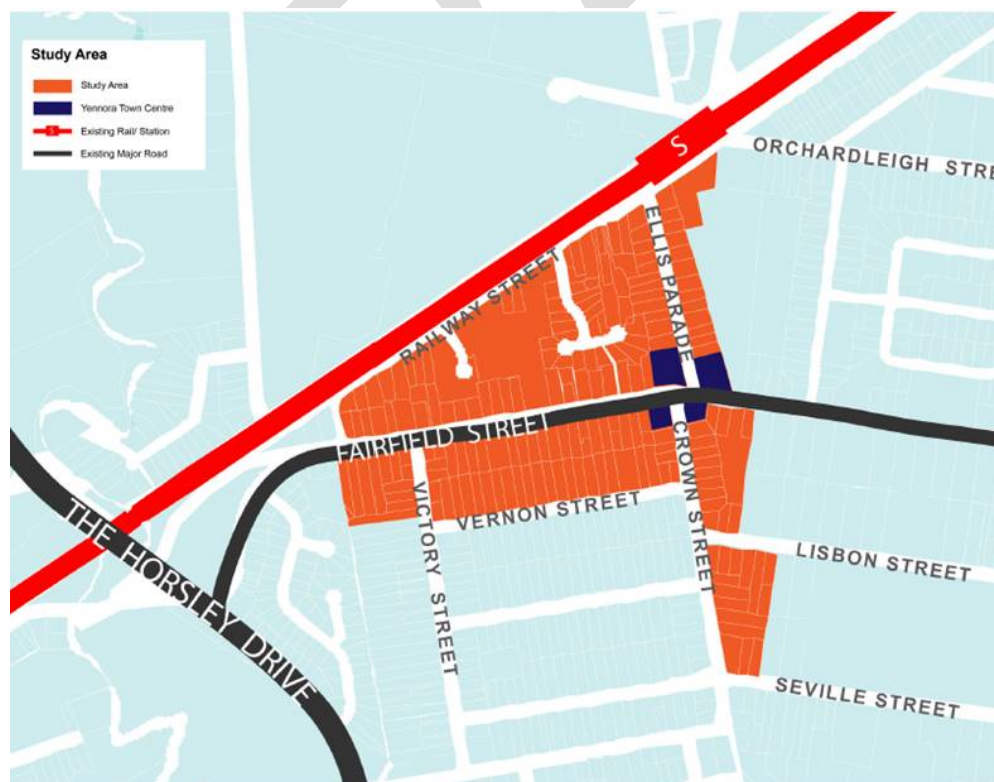 Study Area
Study Area
Yennora Town Centre
S
Existing Rail/ Station
Existing Major Road
S
ORCHARDLEIGH STRE
ELLIS PARADE
RAILWAY STREET
FAIRFIELD STREET
CROWN STREET
VICTORY STREET
VERNON STREET
THE HORSLEY DRIVE
LISBON STREET
SEVILLE STREET